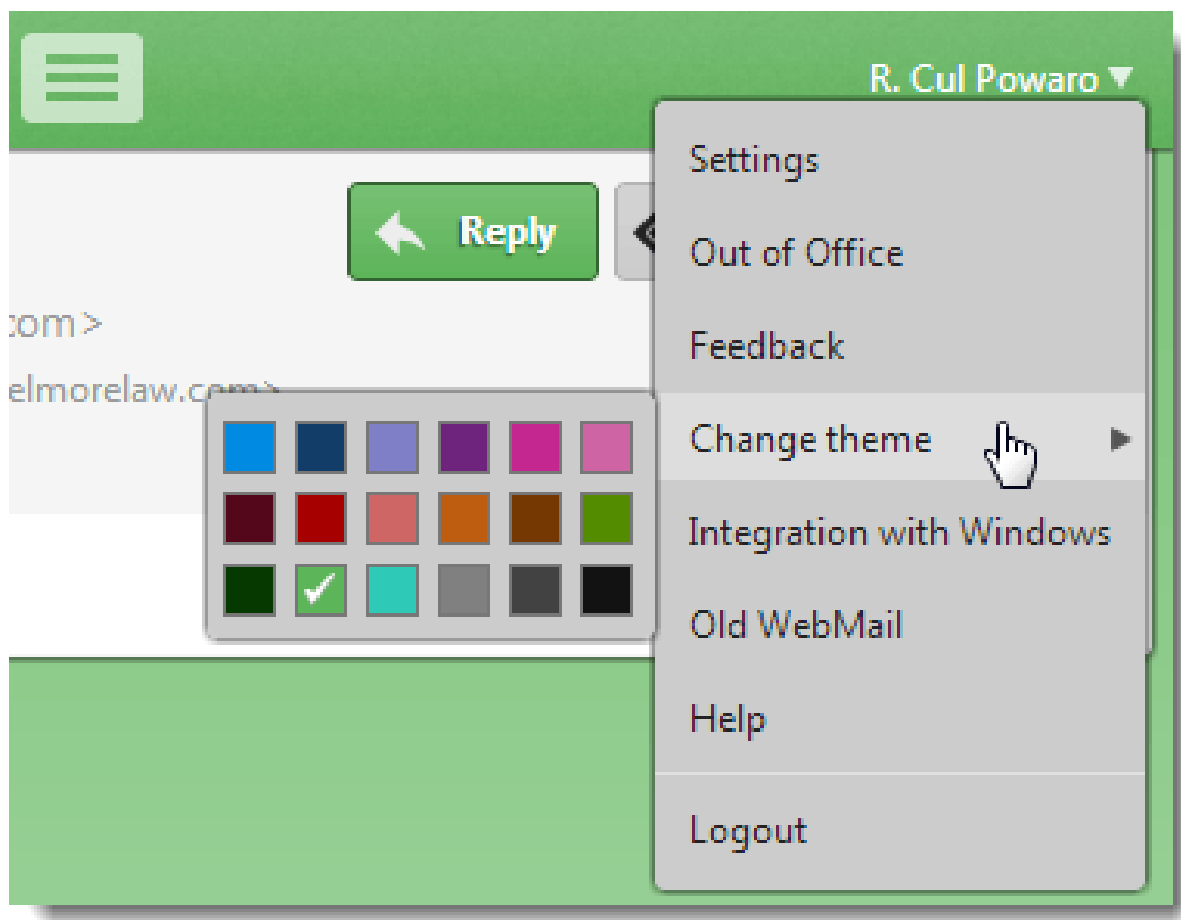 R. Cul Powaro
Settings
Reply
Out of Office
com>
Feedback
elmorelaw.com>
Change theme
Integration with Windows
Old WebMail
Help
Logout